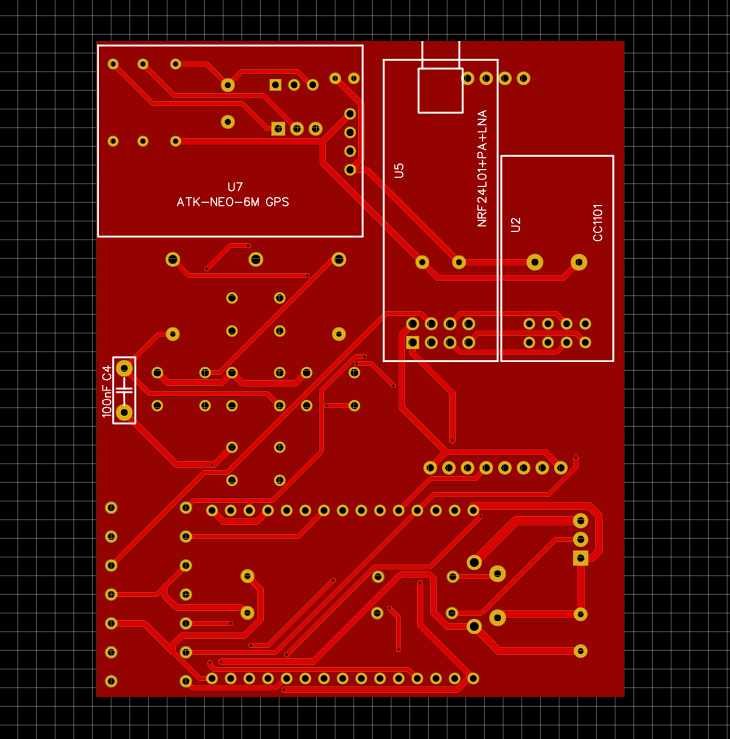 U7
ATK-NEO-6M GPS
U5
NRF24L01+PA+LNA
U2
CC1101
100nF C4